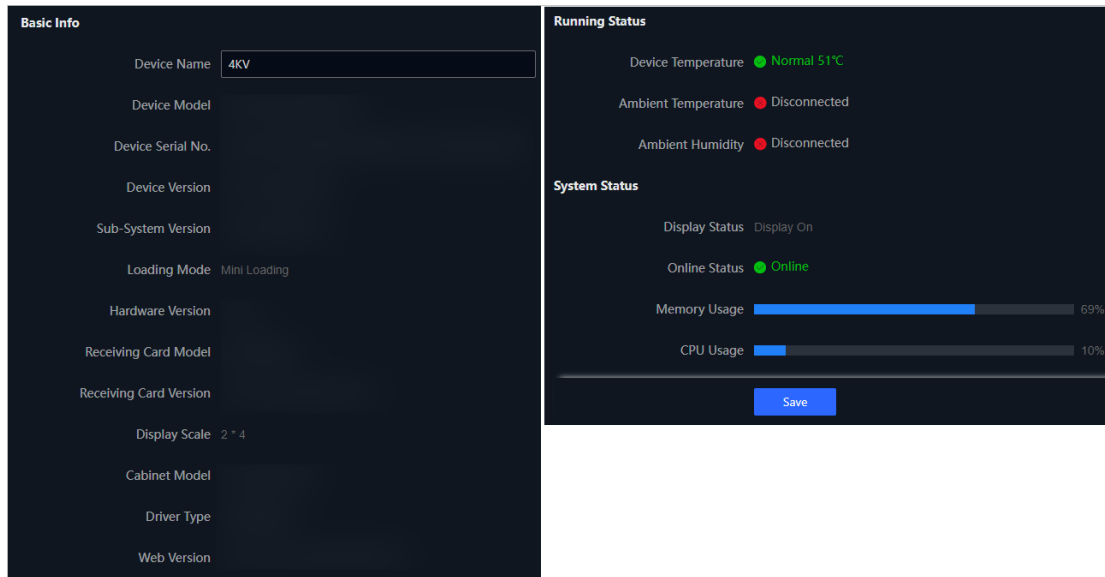 Basic Info
Device Name 4KV
Device Model
Device Serial No.
Device Version
Sub-System Version
Loading Mode Mini Loading
Hardware Version
Receiving Card Model
Receiving Card Version
Display Scale 2 * 4
Cabinet Model
Driver Type
Web Version
Running Status
Device Temperature Normal 51℃
Ambient Temperature Disconnected
Ambient Humidity Disconnected
System Status
Display Status Display On
Online Status Online
Memory Usage 69%
CPU Usage 10%
Save